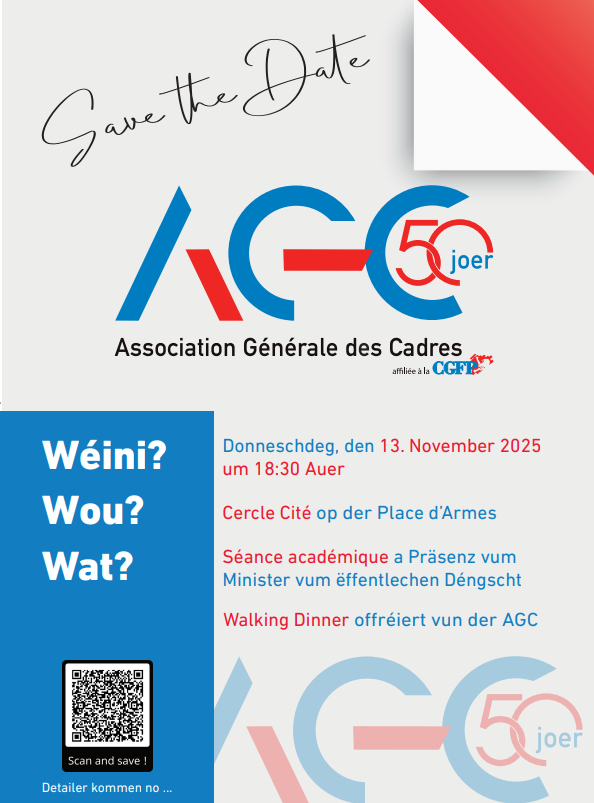 Save the Date
AGC
50
joer
Association Générale des Cadres
affiliée à la CGFP
Wéini?
Donneschdeg, den 13. November 2025
um 18:30 Auer
Wou?
Cercle Cité op der Place d'Armes
Wat?
Séance académique a Präsenz vum
Minister vum ëffentlechen Déngscht
Walking Dinner offréiert vun der AGC
Scan and save !
Detailer kommen no ...
AGC
50
joer